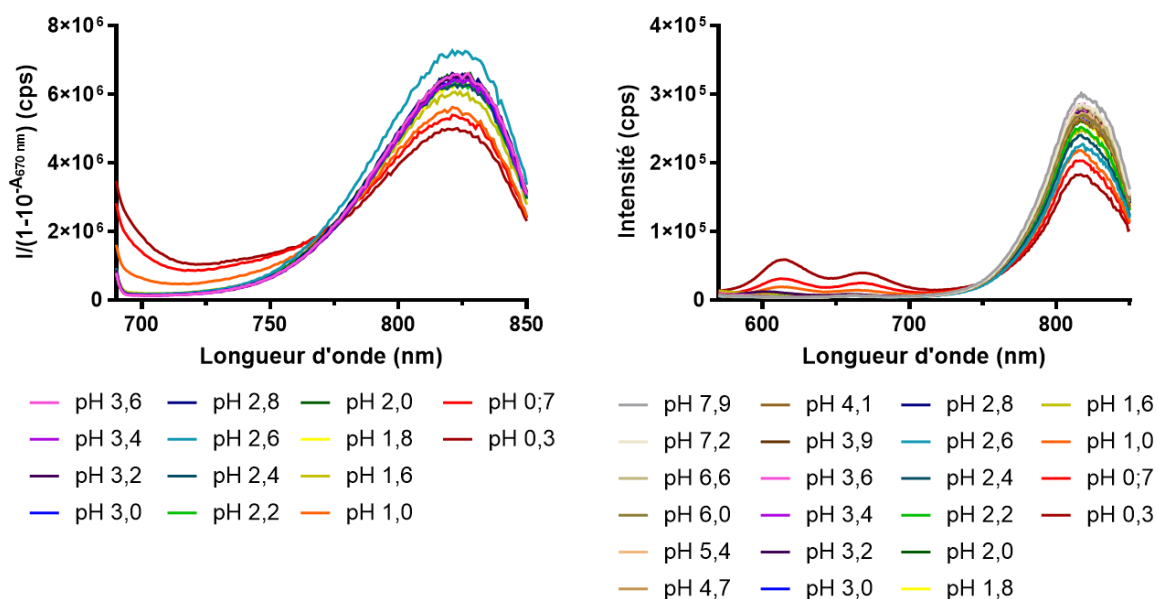 I/(1-10^-A670 nm) (cps)
8×10⁶
6×10⁶
4×10⁶
2×10⁶
0
700 750 800 850
Longueur d'onde (nm)
pH 3,6 pH 2,8 pH 2,0 pH 0;7
pH 3,4 pH 2,6 pH 1,8 pH 0,3
pH 3,2 pH 2,4 pH 1,6
pH 3,0 pH 2,2 pH 1,0
Intensité (cps)
4×10⁵
3×10⁵
2×10⁵
1×10⁵
0
600 700 800
Longueur d'onde (nm)
pH 7,9 pH 4,1 pH 2,8 pH 1,6
pH 7,2 pH 3,9 pH 2,6 pH 1,0
pH 6,6 pH 3,6 pH 2,4 pH 0;7
pH 6,0 pH 3,4 pH 2,2 pH 0,3
pH 5,4 pH 3,2 pH 2,0
pH 4,7 pH 3,0 pH 1,8